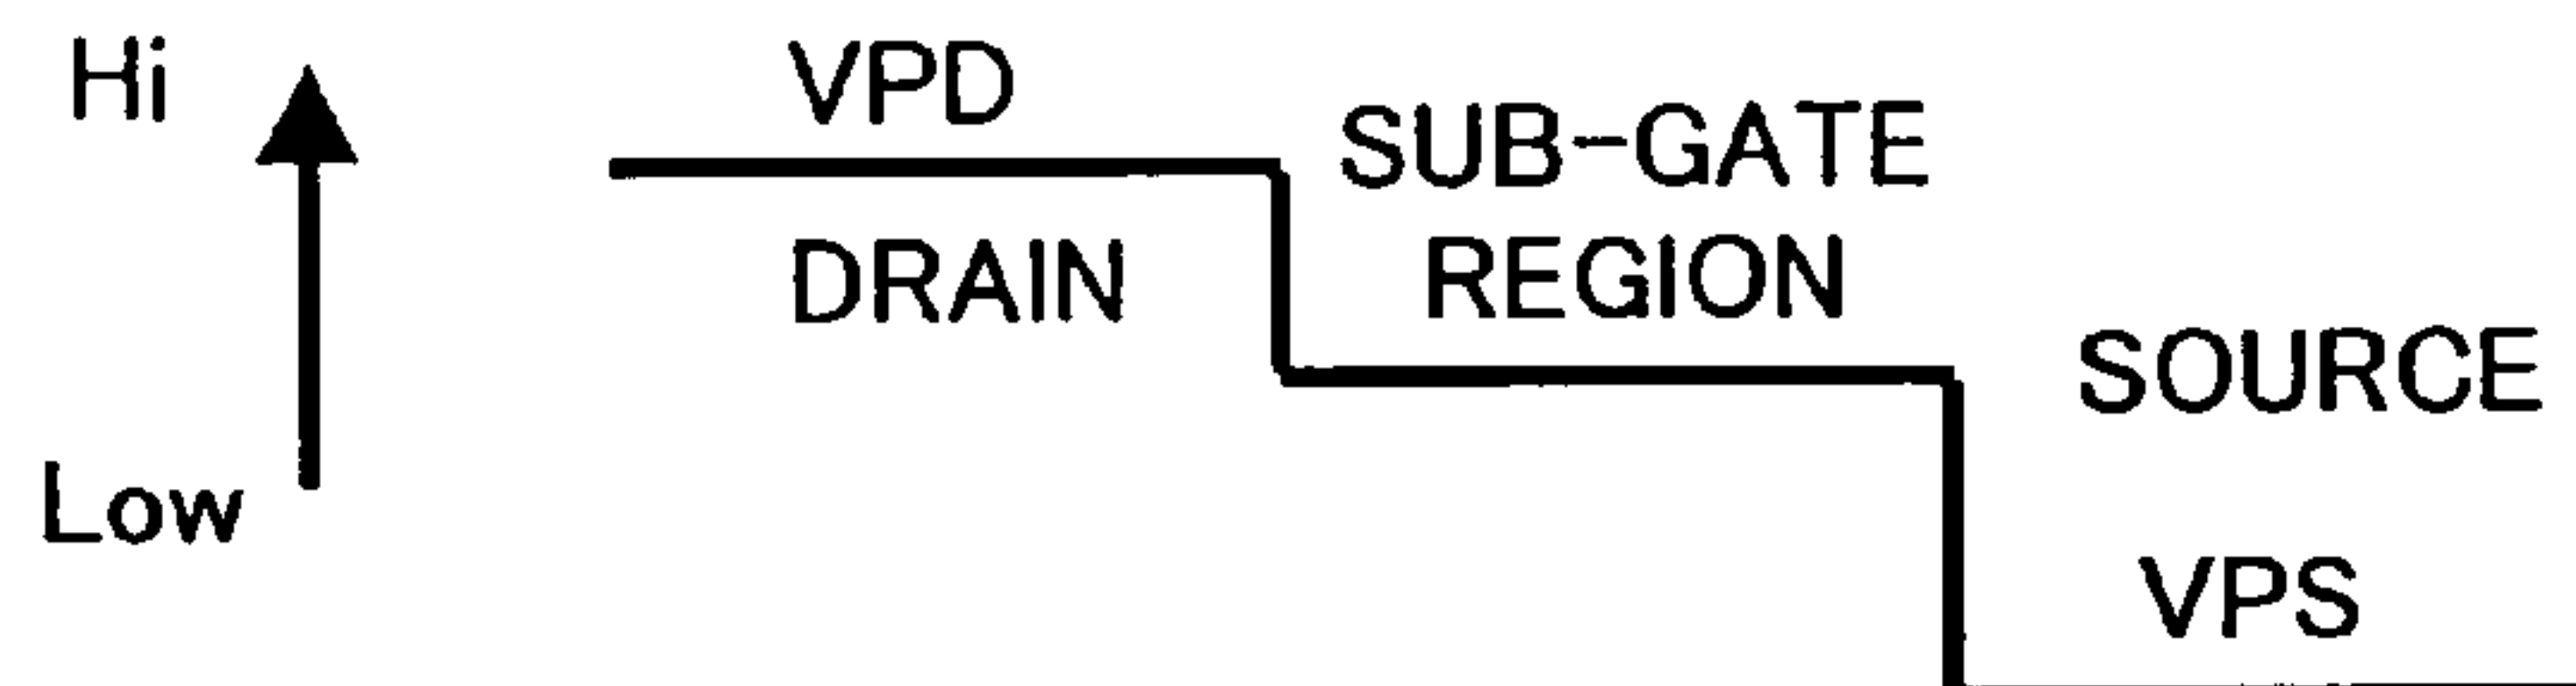 Hi
VPD
SUB-GATE
REGION
DRAIN
SOURCE
Low
VPS